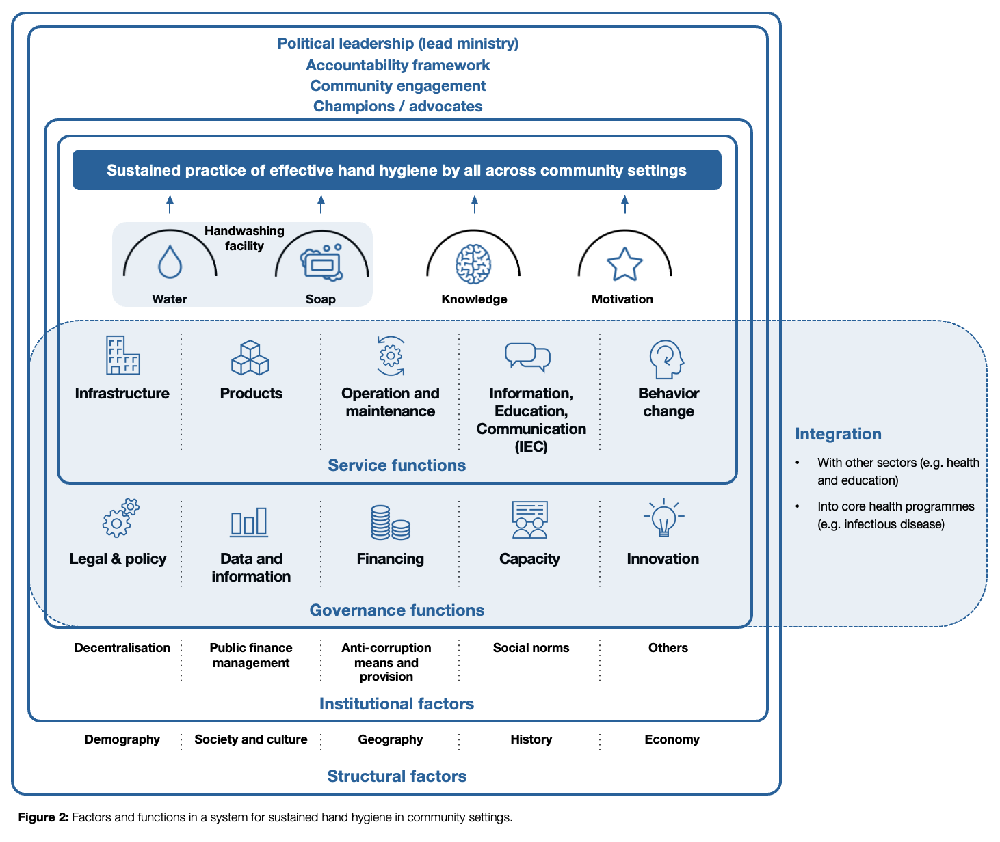 Political leadership (lead ministry)
Accountability framework
Community engagement
Champions / advocates
Sustained practice of effective hand hygiene by all across community settings
Handwashing
facility
Water
Soap
Knowledge
Motivation
Infrastructure
Products
Operation and
maintenance
Information,
Education,
Communication
(IEC)
Behavior
change
Service functions
Legal & policy
Data and
information
Financing
Capacity
Innovation
Governance functions
Integration
• With other sectors (e.g. health
and education)
• Into core health programmes
(e.g. infectious disease)
Decentralisation
Public finance
management
Anti-corruption
means and
provision
Social norms
Others
Institutional factors
Demography
Society and culture
Geography
History
Economy
Structural factors
Figure 2: Factors and functions in a system for sustained hand hygiene in community settings.